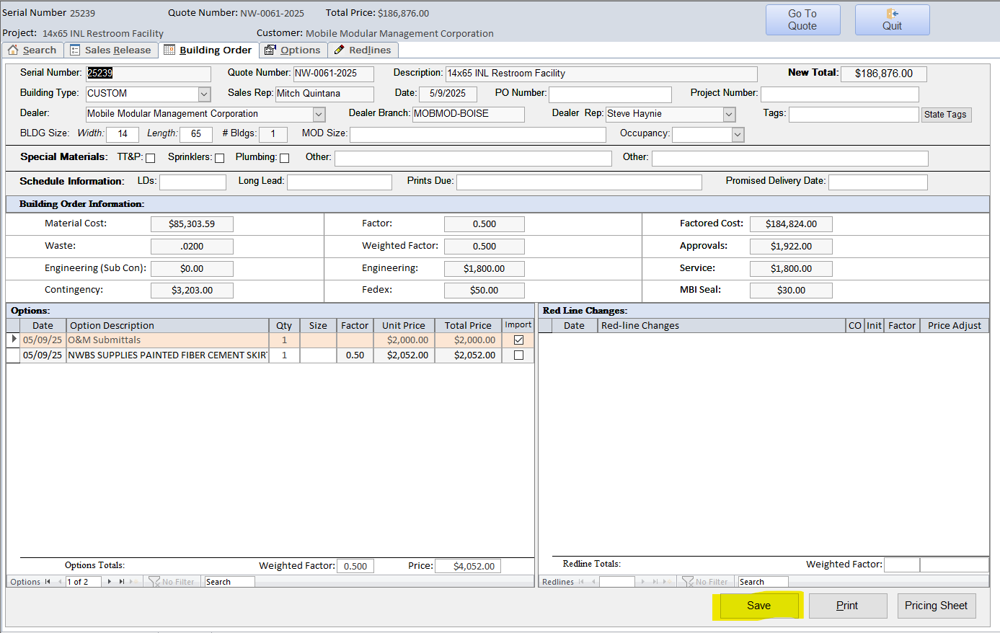 Serial Number 25239 Quote Number: NW-0061-2025 Total Price: $186,876.00 Go To Quote Quit
Project: 14x65 INL Restroom Facility Customer: Mobile Modular Management Corporation
Search Sales Release Building Order Options Redlines
Serial Number: 25239 Quote Number: NW-0061-2025 Description: 14x65 INL Restroom Facility New Total: $186,876.00
Building Type: CUSTOM Sales Rep: Mitch Quintana Date: 5/9/2025 PO Number: Project Number:
Dealer: Mobile Modular Management Corporation Dealer Branch: MOBMOD-BOISE Dealer Rep: Steve Haynie Tags: State Tags
BLDG Size: Width: 14 Length: 65 # Bldgs: 1 MOD Size: Occupancy:
Special Materials: TT&P: Sprinklers: Plumbing: Other: Other:
Schedule Information: LDs: Long Lead: Prints Due: Promised Delivery Date:
Building Order Information:
Material Cost: $85,303.59 Factor: 0.500 Factored Cost: $184,824.00
Waste: .0200 Weighted Factor: 0.500 Approvals: $1,922.00
Engineering (Sub Con): $0.00 Engineering: $1,800.00 Service: $1,800.00
Contingency: $3,203.00 Fedex: $50.00 MBI Seal: $30.00
Options: Red Line Changes:
Date Option Description Qty Size Factor Unit Price Total Price Import Date Red-line Changes CO Init Factor Price Adjust
05/09/25 O&M Submittals 1 $2,000.00 $2,000.00
05/09/25 NWBS SUPPLIES PAINTED FIBER CEMENT SKIR 1 0.50 $2,052.00 $2,052.00
Options Totals: Weighted Factor: 0.500 Price: $4,052.00 Redline Totals: Weighted Factor:
Options 1 of 2 No Filter Search Redlines No Filter Search
Save Print Pricing Sheet